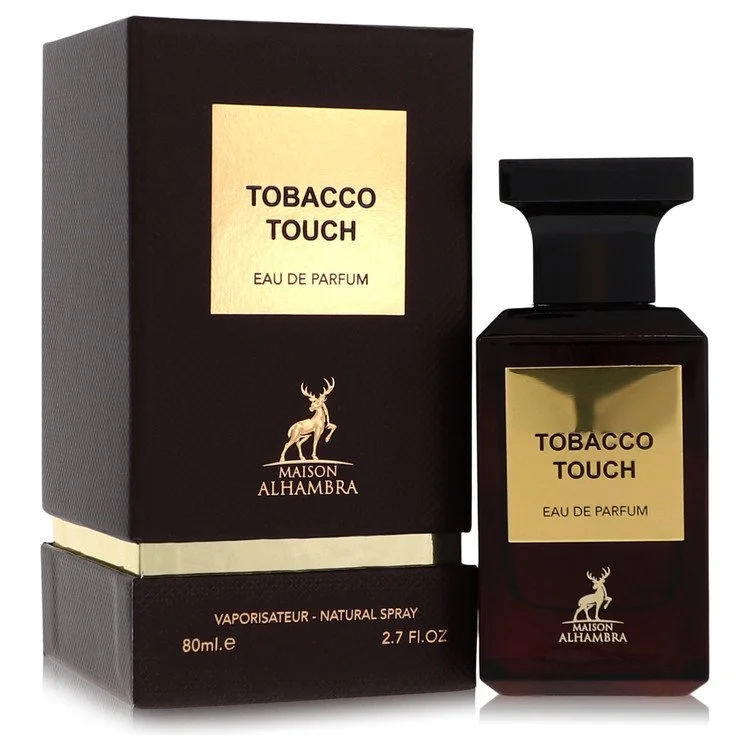 TOBACCO
TOUCH
EAU DE PARFUM
MAISON
ALHAMBRA
VAPORISATEUR - NATURAL SPRAY
80ml.e 2.7 Fl.OZ
TOBACCO
TOUCH
EAU DE PARFUM
MAISON
ALHAMBRA